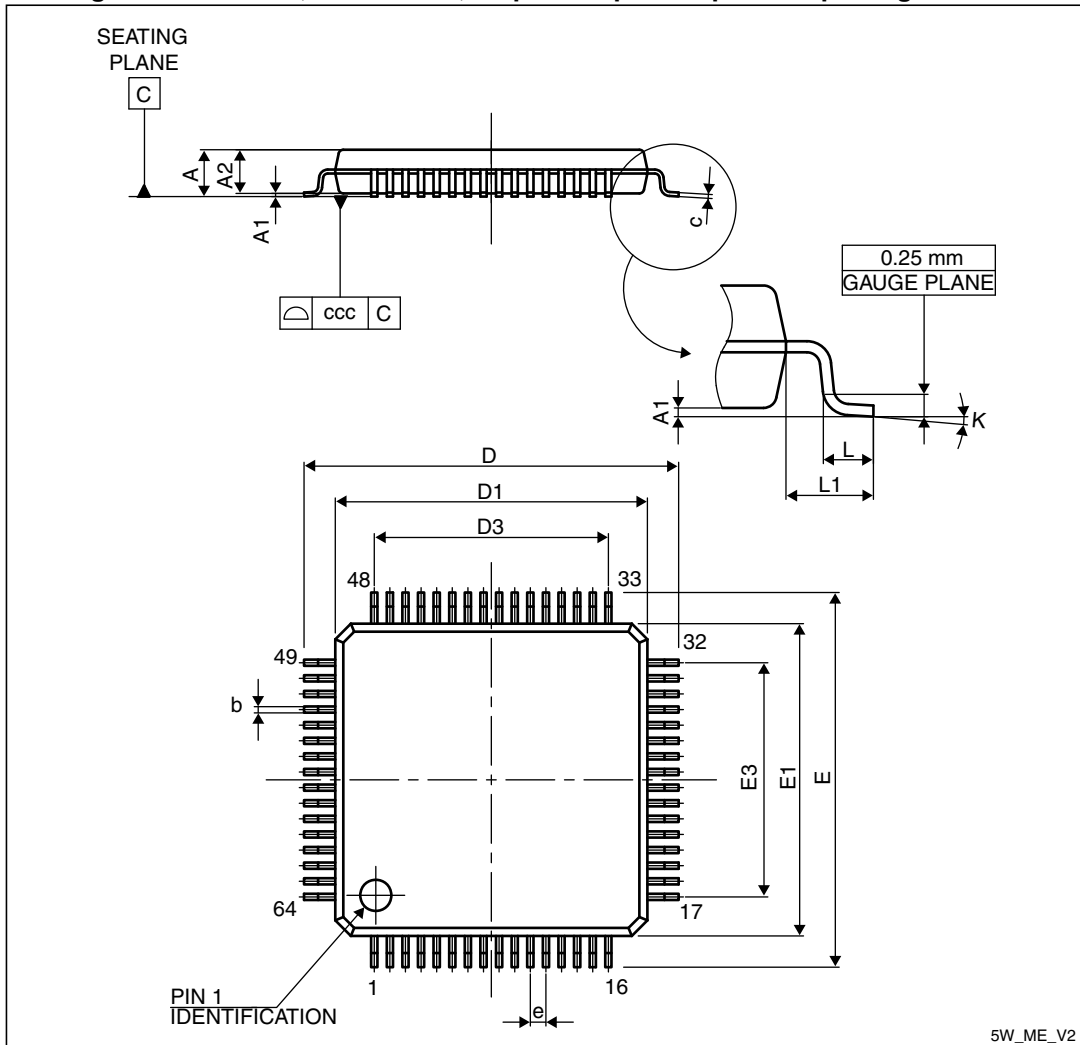 SEATING
PLANE
C
A
A2
A1
c
ccc C
0.25 mm
GAUGE PLANE
A1
K
L
L1
D
D1
D3
48
33
49
32
b
E3
E1
E
64
17
1
16
e
PIN 1
IDENTIFICATION
5W_ME_V2